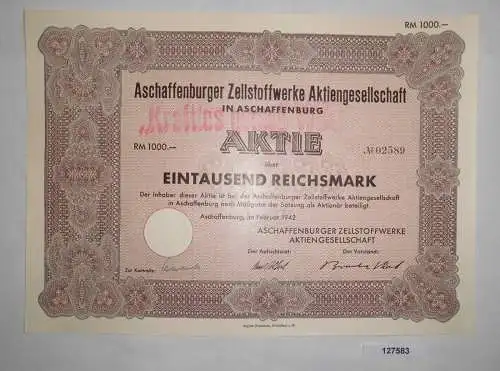 RM 1000.—
Aschaffenburger Zellstoffwerke Aktiengesellschaft
IN ASCHAFFENBURG
„Kraftlos
AKTIE
RM 1000.—
№ 02589
über
EINTAUSEND REICHSMARK
Der Inhaber dieser Aktie ist bei der Aschaffenburger Zellstoffwerke Aktiengesellschaft
in Aschaffenburg nach Maßgabe der Satzung als Aktionär beteiligt.
Aschaffenburg, im Februar 1942
ASCHAFFENBURGER ZELLSTOFFWERKE
AKTIENGESELLSCHAFT
Der Aufsichtsrat:
Der Vorstand:
Zur Kontrolle:
127583